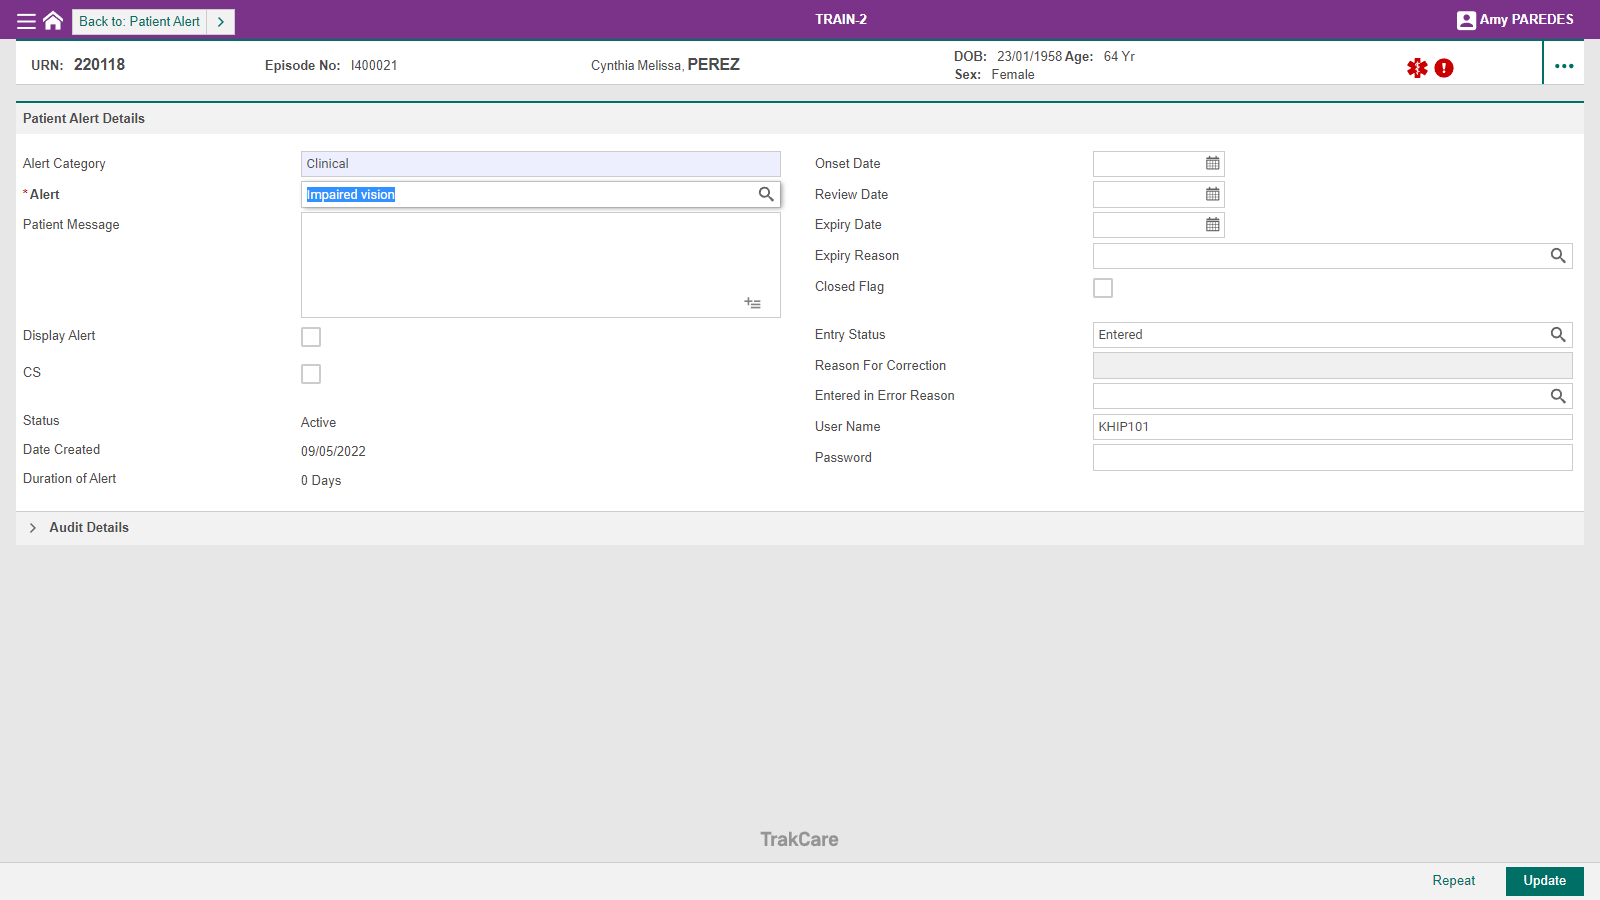 Back to: Patient Alert
TRAIN-2
Amy PAREDES
URN: 220118
Episode No: I400021
Cynthia Melissa, PEREZ
DOB: 23/01/1958 Age: 64 Yr
Sex: Female
Patient Alert Details
Alert Category Clinical
*Alert Impaired vision
Patient Message
Display Alert
CS
Status Active
Date Created 09/05/2022
Duration of Alert 0 Days
Onset Date
Review Date
Expiry Date
Expiry Reason
Closed Flag
Entry Status Entered
Reason For Correction
Entered in Error Reason
User Name KHIP101
Password
Audit Details
TrakCare
Repeat
Update